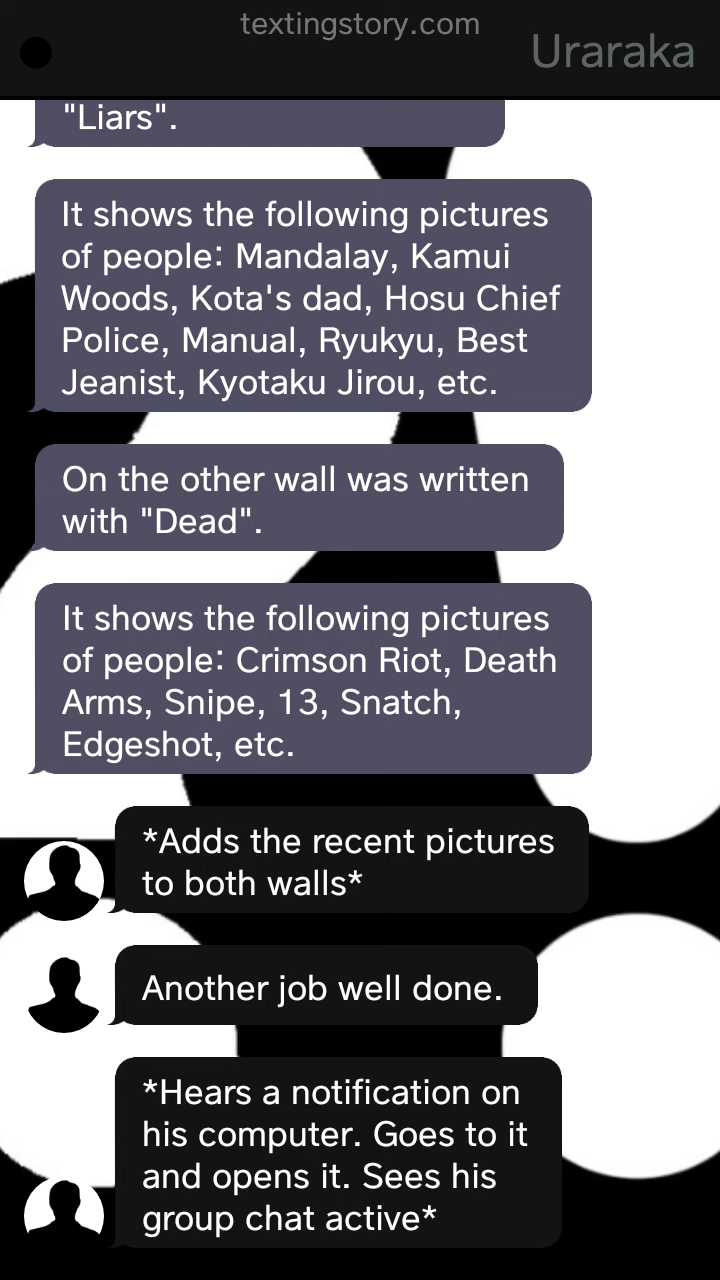 textingstory.com
Uraraka
"Liars".
It shows the following pictures
of people: Mandalay, Kamui
Woods, Kota's dad, Hosu Chief
Police, Manual, Ryukyu, Best
Jeanist, Kyotaku Jirou, etc.
On the other wall was written
with "Dead".
It shows the following pictures
of people: Crimson Riot, Death
Arms, Snipe, 13, Snatch,
Edgeshot, etc.
*Adds the recent pictures
to both walls*
Another job well done.
*Hears a notification on
his computer. Goes to it
and opens it. Sees his
group chat active*